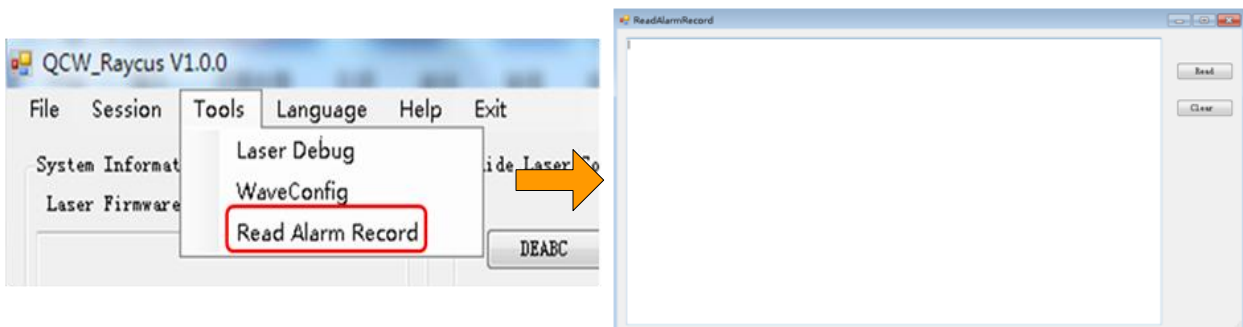 QCW_Raycus V1.0.0
File Session Tools Language Help Exit
Laser Debug
WaveConfig
Read Alarm Record
System Informat
Laser Firmware
ide Laser Co
DEABC
ReadAlarmRecord
Read
Clear